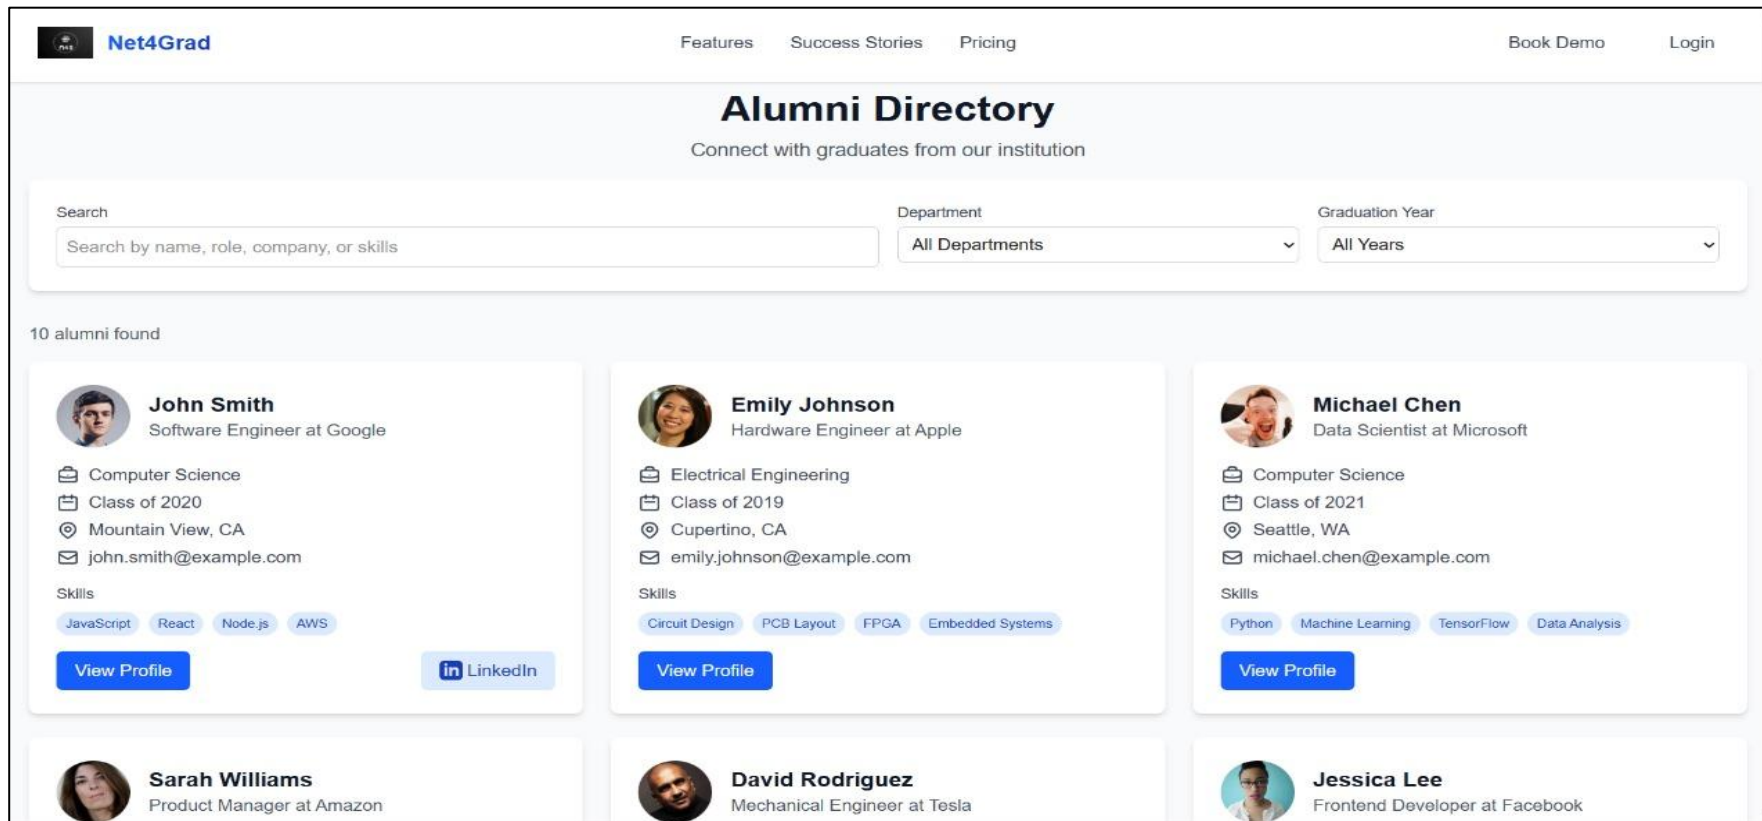 Net4Grad
Features Success Stories Pricing
Book Demo Login
Alumni Directory
Connect with graduates from our institution
Search
Search by name, role, company, or skills
Department
All Departments
Graduation Year
All Years
10 alumni found
John Smith
Software Engineer at Google
Computer Science
Class of 2020
Mountain View, CA
john.smith@example.com
Skills
JavaScript React Node.js AWS
View Profile
in LinkedIn
Emily Johnson
Hardware Engineer at Apple
Electrical Engineering
Class of 2019
Cupertino, CA
emily.johnson@example.com
Skills
Circuit Design PCB Layout FPGA Embedded Systems
View Profile
Michael Chen
Data Scientist at Microsoft
Computer Science
Class of 2021
Seattle, WA
michael.chen@example.com
Skills
Python Machine Learning TensorFlow Data Analysis
View Profile
Sarah Williams
Product Manager at Amazon
David Rodriguez
Mechanical Engineer at Tesla
Jessica Lee
Frontend Developer at Facebook